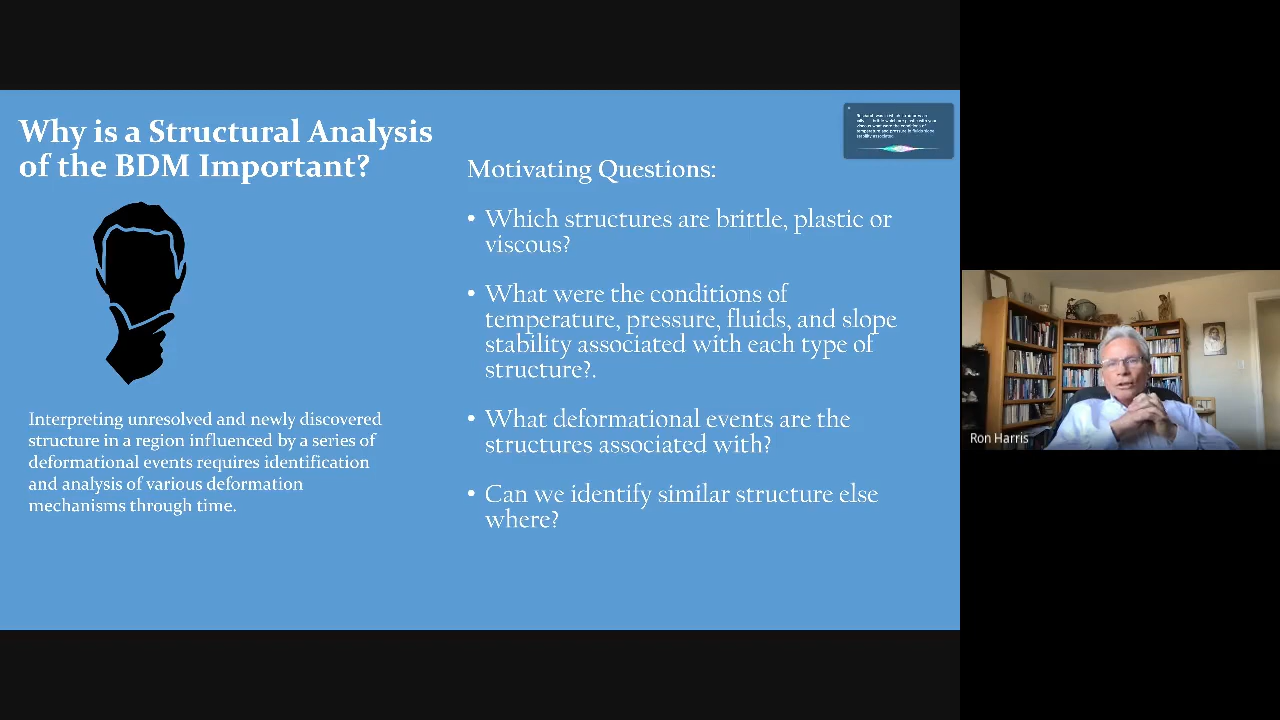 Why is a Structural Analysis
of the BDM Important?
Interpreting unresolved and newly discovered
structure in a region influenced by a series of
deformational events requires identification
and analysis of various deformation
mechanisms through time.
Motivating Questions:
• Which structures are brittle, plastic or
viscous?
• What were the conditions of
temperature, pressure, fluids, and slope
stability associated with each type of
structure?.
• What deformational events are the
structures associated with?
• Can we identify similar structure else
where?
Ron Harris